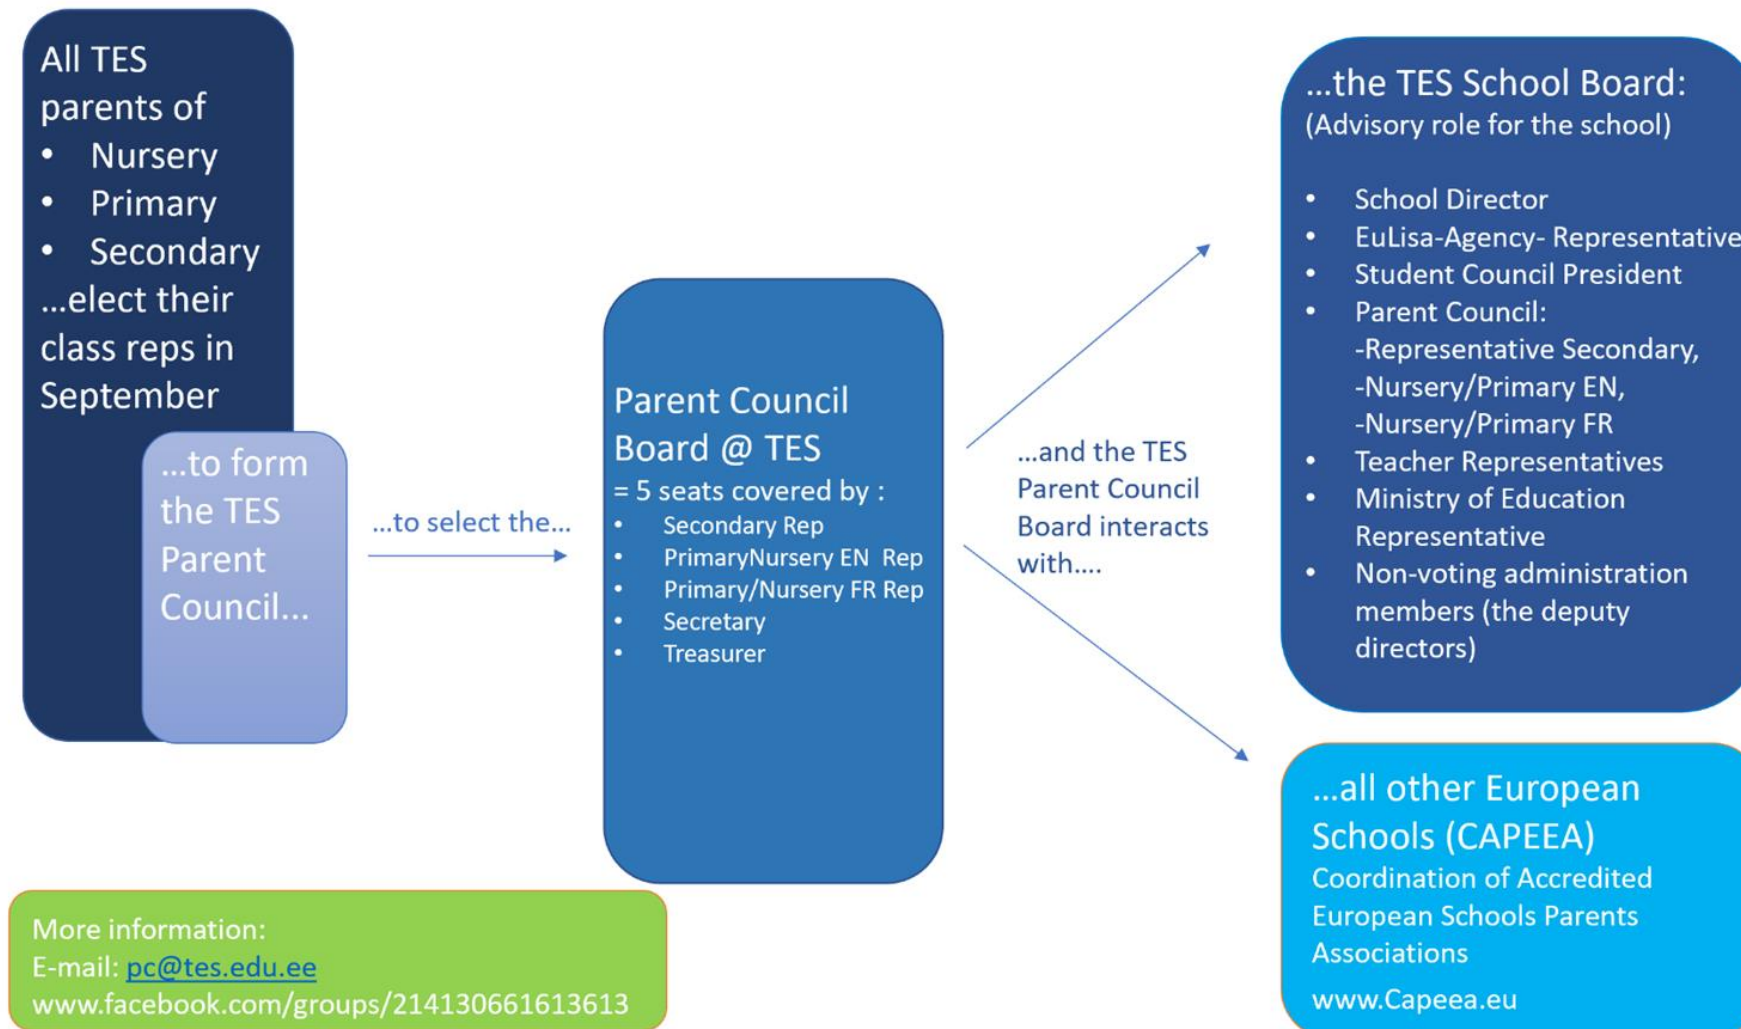 All TES
parents of
• Nursery
• Primary
• Secondary
...elect their
class reps in
September
...to form
the TES
Parent
Council...
...to select the...
Parent Council
Board @ TES
= 5 seats covered by :
• Secondary Rep
• PrimaryNursery EN Rep
• Primary/Nursery FR Rep
• Secretary
• Treasurer
...and the TES
Parent Council
Board interacts
with....
...the TES School Board:
(Advisory role for the school)
• School Director
• EuLisa-Agency- Representative
• Student Council President
• Parent Council:
-Representative Secondary,
-Nursery/Primary EN,
-Nursery/Primary FR
• Teacher Representatives
• Ministry of Education
Representative
• Non-voting administration
members (the deputy
directors)
...all other European
Schools (CAPEEA)
Coordination of Accredited
European Schools Parents
Associations
www.Capeea.eu
More information:
E-mail: pc@tes.edu.ee
www.facebook.com/groups/214130661613613